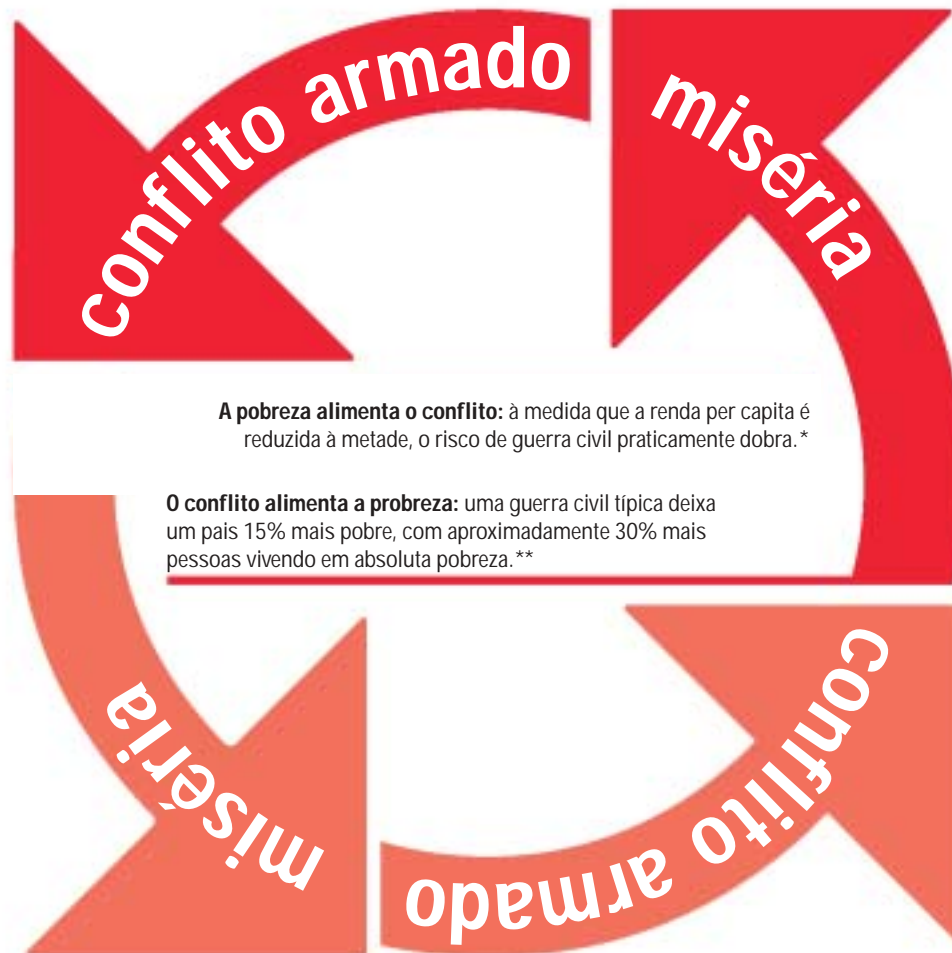 conflito armado
miséria
A pobreza alimenta o conflito: à medida que a renda per capita é
reduzida à metade, o risco de guerra civil praticamente dobra.*
O conflito alimenta a probreza: uma guerra civil típica deixa
um pais 15% mais pobre, com aproximadamente 30% mais
pessoas vivendo em absoluta pobreza.**
miséria
conflito armado